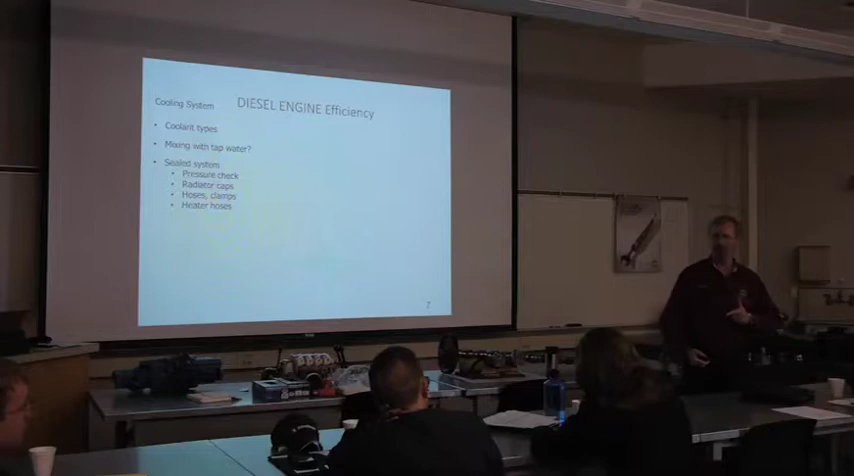 DIESEL ENGINE Efficiency
Cooling System
• Coolant types
• Mixing with tap water?
• Sealed system
• Pressure check
• Radiator caps
• Hoses, clamps
• Heater hoses
7